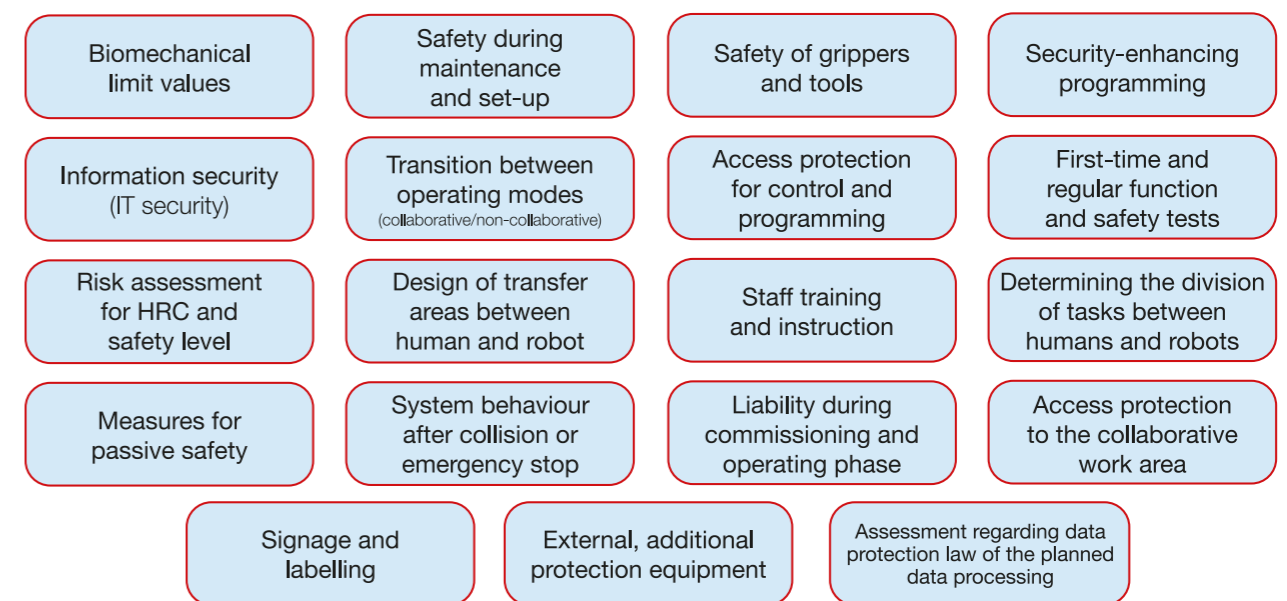 Biomechanical
limit values
Safety during
maintenance
and set-up
Safety of grippers
and tools
Security-enhancing
programming
Information security
(IT security)
Transition between
operating modes
(collaborative/non-collaborative)
Access protection
for control and
programming
First-time and
regular function
and safety tests
Risk assessment
for HRC and
safety level
Design of transfer
areas between
human and robot
Staff training
and instruction
Determining the division
of tasks between
humans and robots
Measures for
passive safety
System behaviour
after collision or
emergency stop
Liability during
commissioning and
operating phase
Access protection
to the collaborative
work area
Signage and
labelling
External, additional
protection equipment
Assessment regarding data
protection law of the planned
data processing